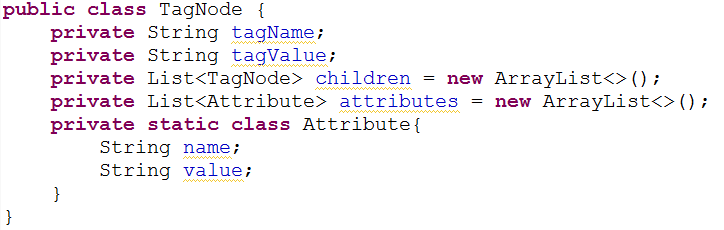 public class TagNode {
    private String tagName;
    private String tagValue;
    private List<TagNode> children = new ArrayList<>();
    private List<Attribute> attributes = new ArrayList<>();
    private static class Attribute{
        String name;
        String value;
    }
}